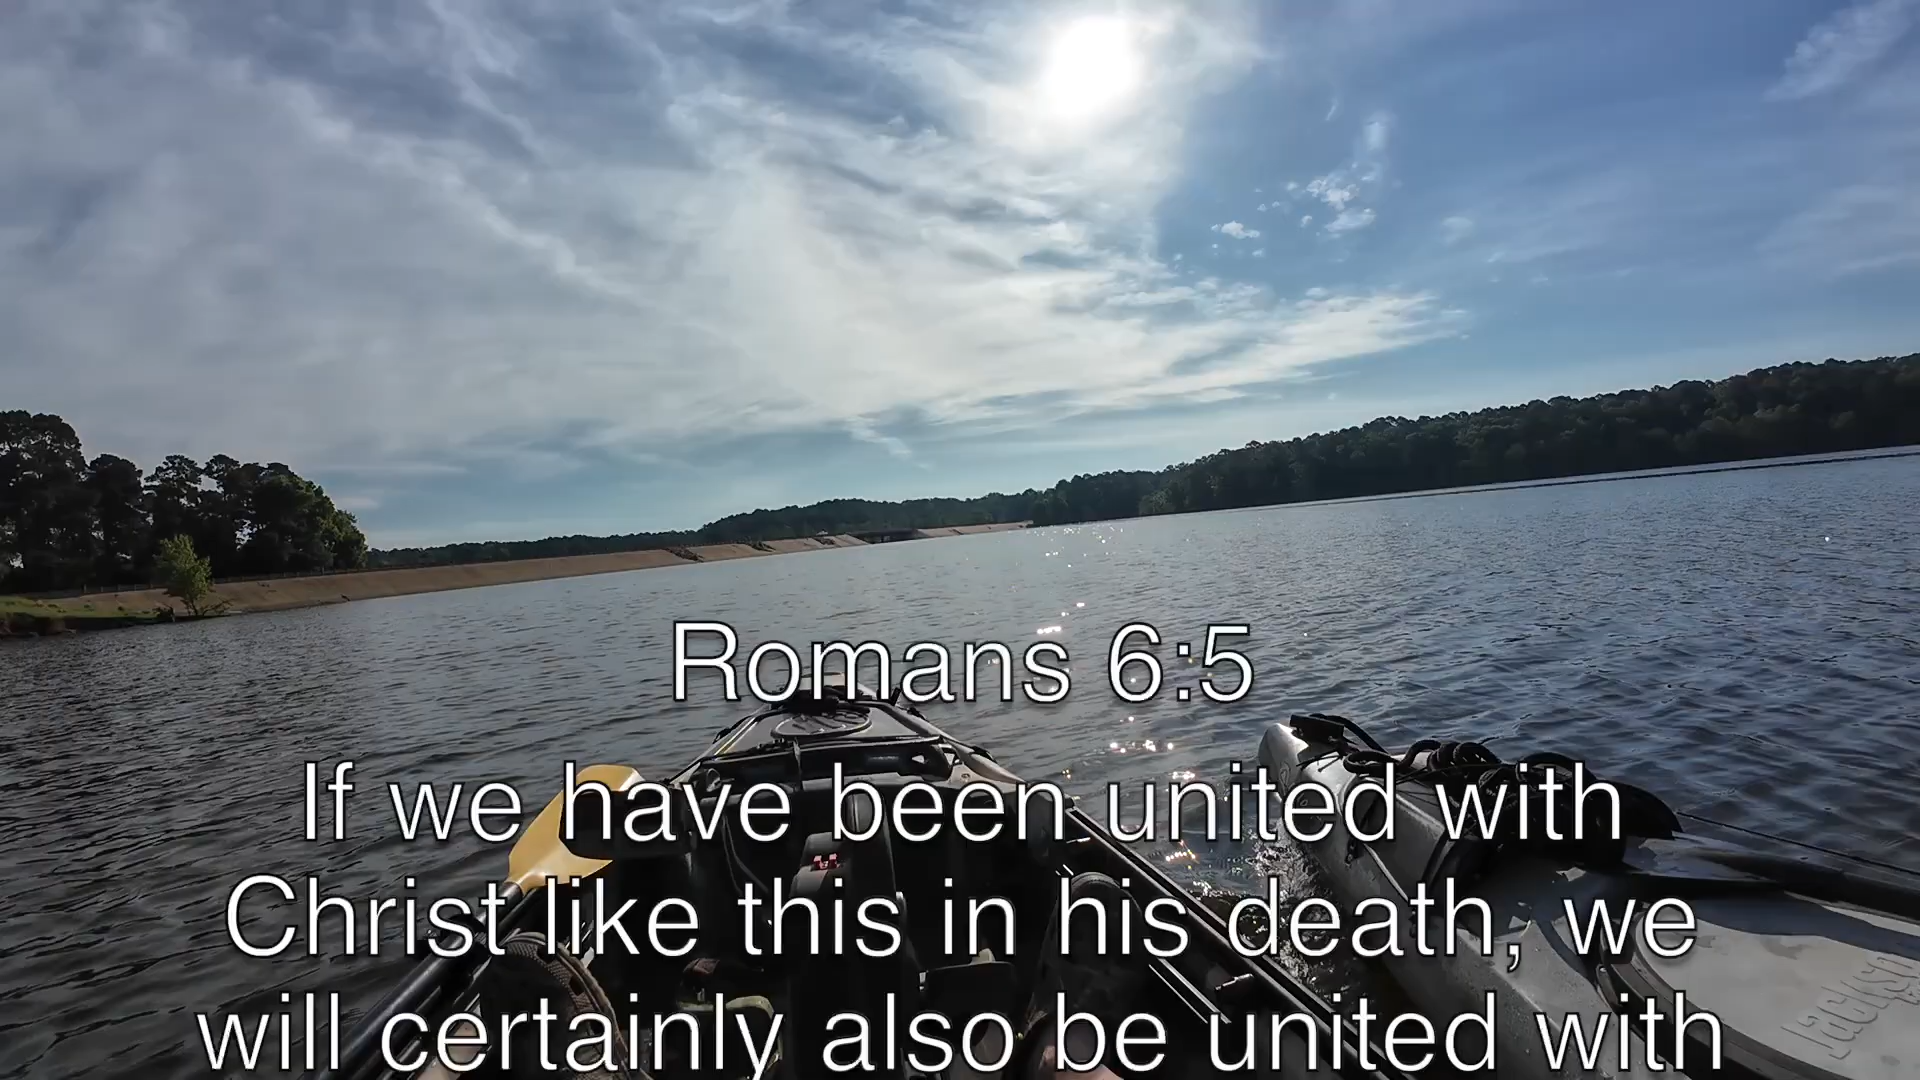 Romans 6:5
If we have been united with
Christ like this in his death, we
will certainly also be united with
Jackson